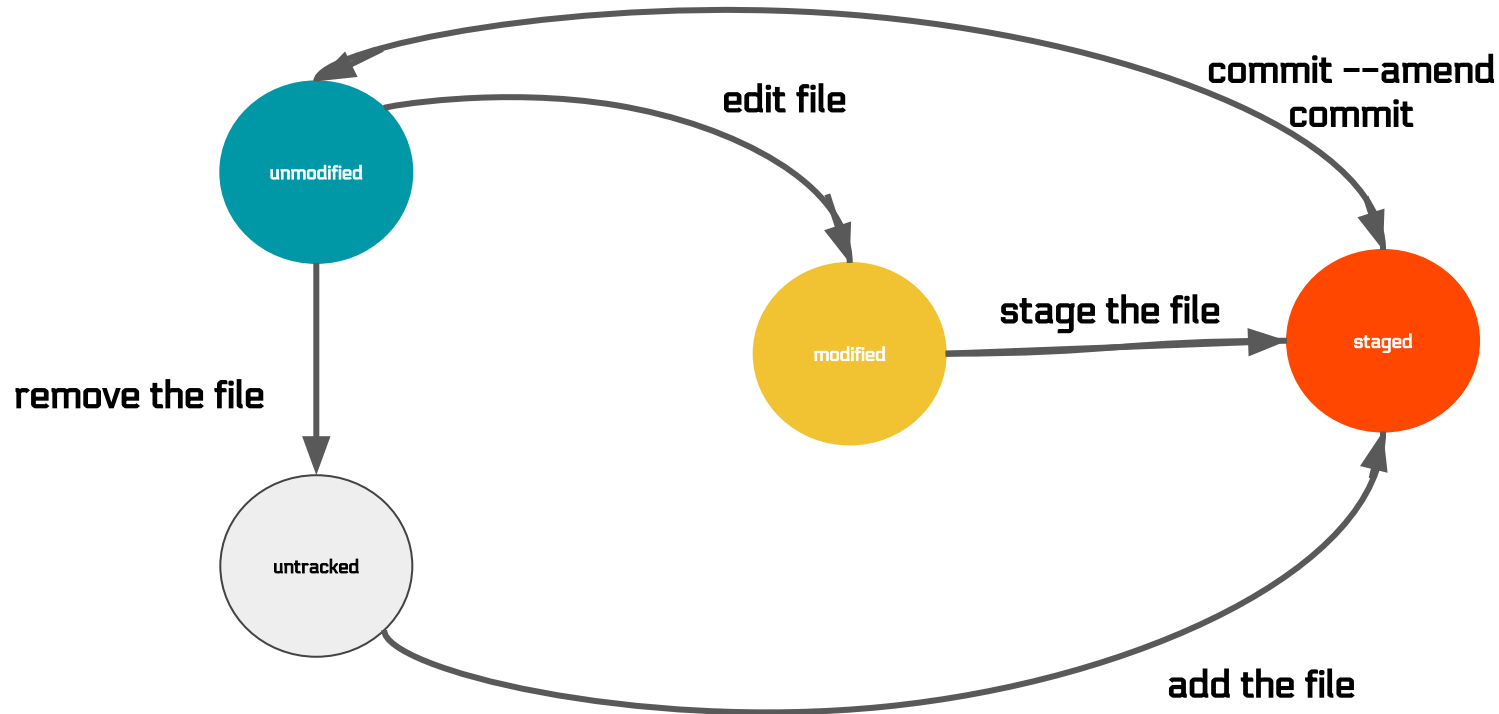 commit --amend
commit
edit file
unmodified
stage the file
modified
staged
remove the file
untracked
add the file